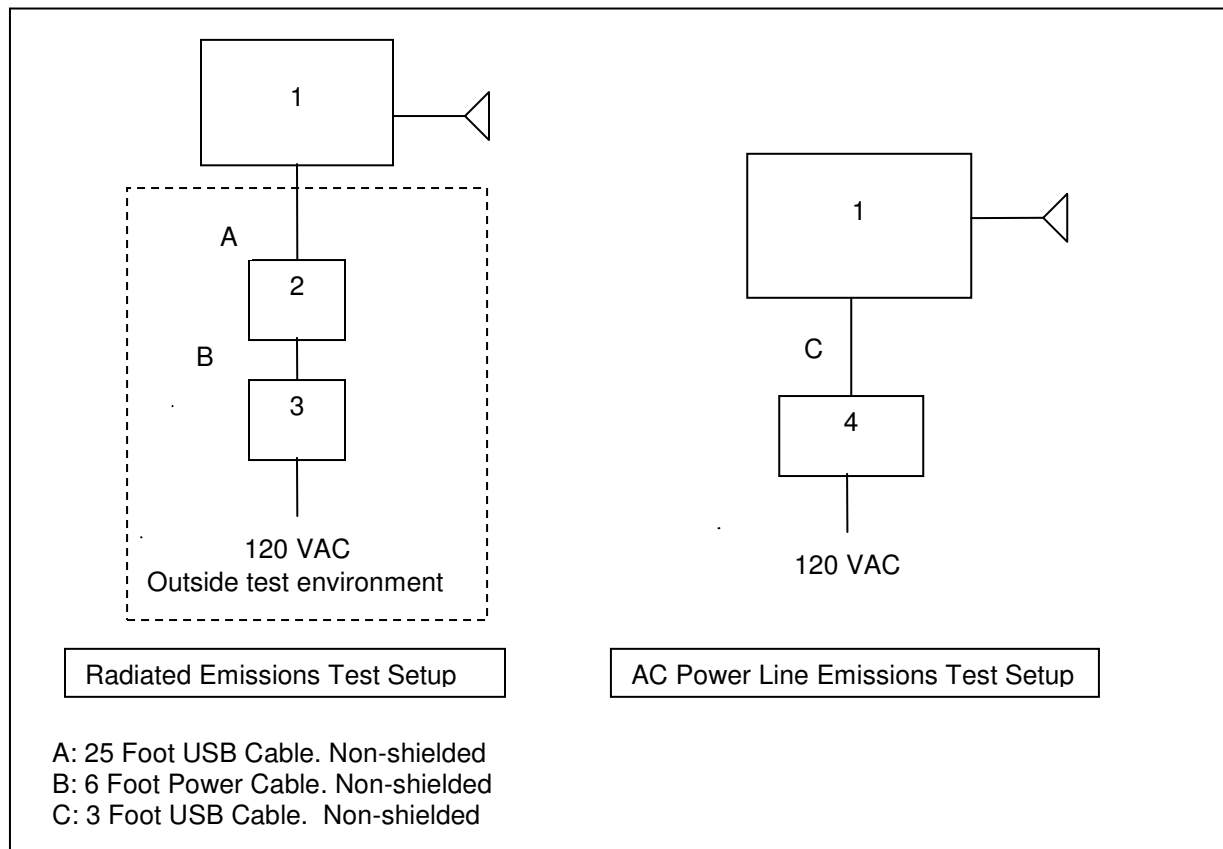 1
A
2
B
3
120 VAC
Outside test environment
Radiated Emissions Test Setup
1
C
4
120 VAC
AC Power Line Emissions Test Setup
A: 25 Foot USB Cable. Non-shielded
B: 6 Foot Power Cable. Non-shielded
C: 3 Foot USB Cable.  Non-shielded